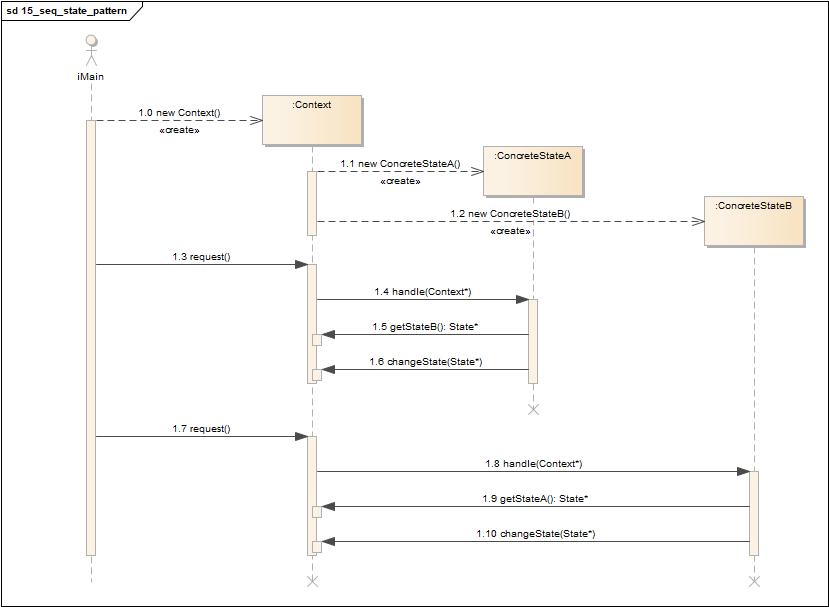 sd 15_seq_state_pattern
iMain
1.0 new Context()
«create»
:Context
1.1 new ConcreteStateA()
«create»
:ConcreteStateA
1.2 new ConcreteStateB()
«create»
:ConcreteStateB
1.3 request()
1.4 handle(Context*)
1.5 getStateB(): State*
1.6 changeState(State*)
1.7 request()
1.8 handle(Context*)
1.9 getStateA(): State*
1.10 changeState(State*)